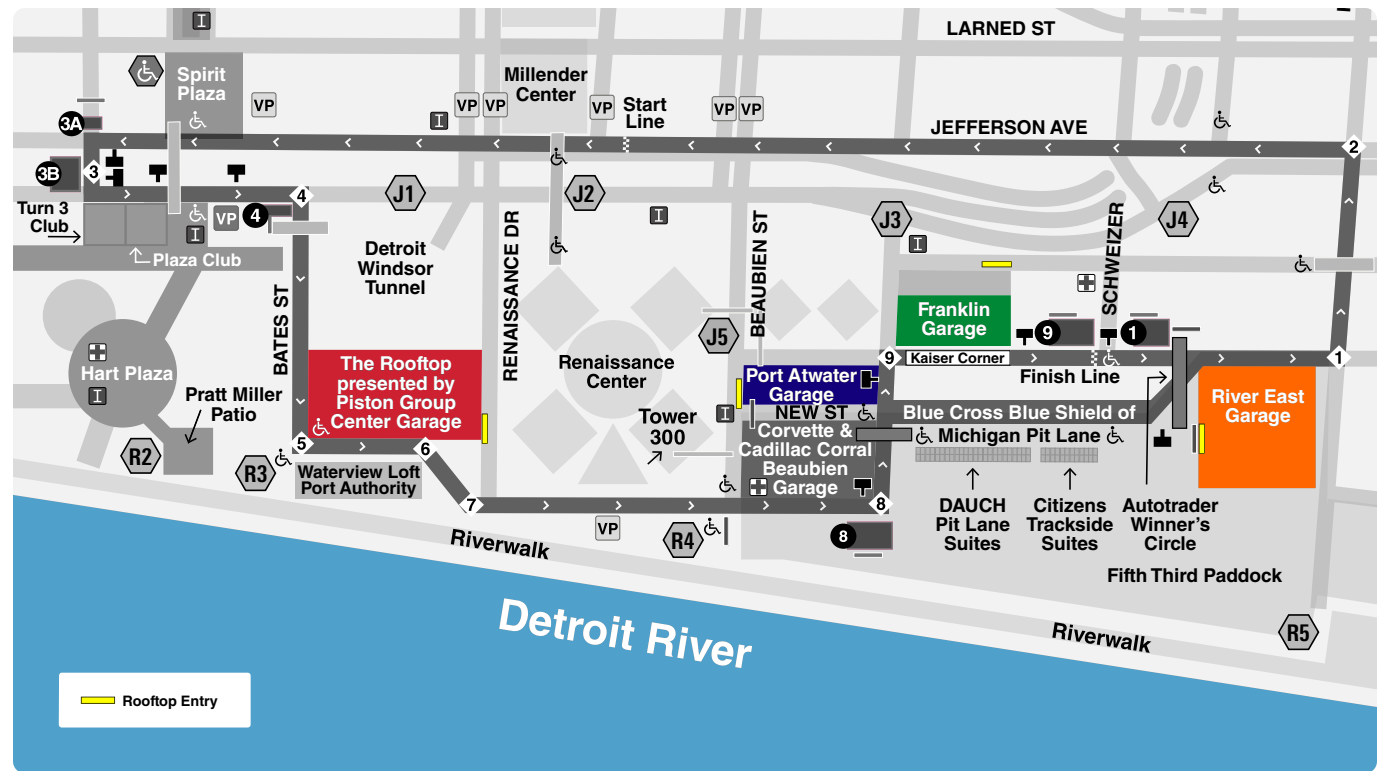 LARNED ST
Spirit
Plaza
Millender
Center
VP
VP
VP
VP
VP
VP
Start
Line
JEFFERSON AVE
3A
3B
3
2
4
J1
J2
J3
J4
Turn 3
Club
VP
4
Plaza Club
Detroit
Windsor
Tunnel
BATES ST
RENAISSANCE DR
BEAUBIEN ST
SCHWEIZER
Franklin
Garage
9
1
J5
9
Kaiser Corner
1
Finish Line
Hart Plaza
The Rooftop
presented by
Piston Group
Center Garage
Renaissance
Center
Port Atwater
Garage
NEW ST
River East
Garage
Pratt Miller
Patio
Tower
300
Blue Cross Blue Shield of
Michigan Pit Lane
Corvette &
Cadillac Corral
Beaubien
Garage
R2
R3
5
6
Waterview Loft
Port Authority
7
8
DAUCH
Pit Lane
Suites
Citizens
Trackside
Suites
Autotrader
Winner's
Circle
VP
R4
8
Riverwalk
Fifth Third Paddock
Detroit River
Riverwalk
R5
Rooftop Entry